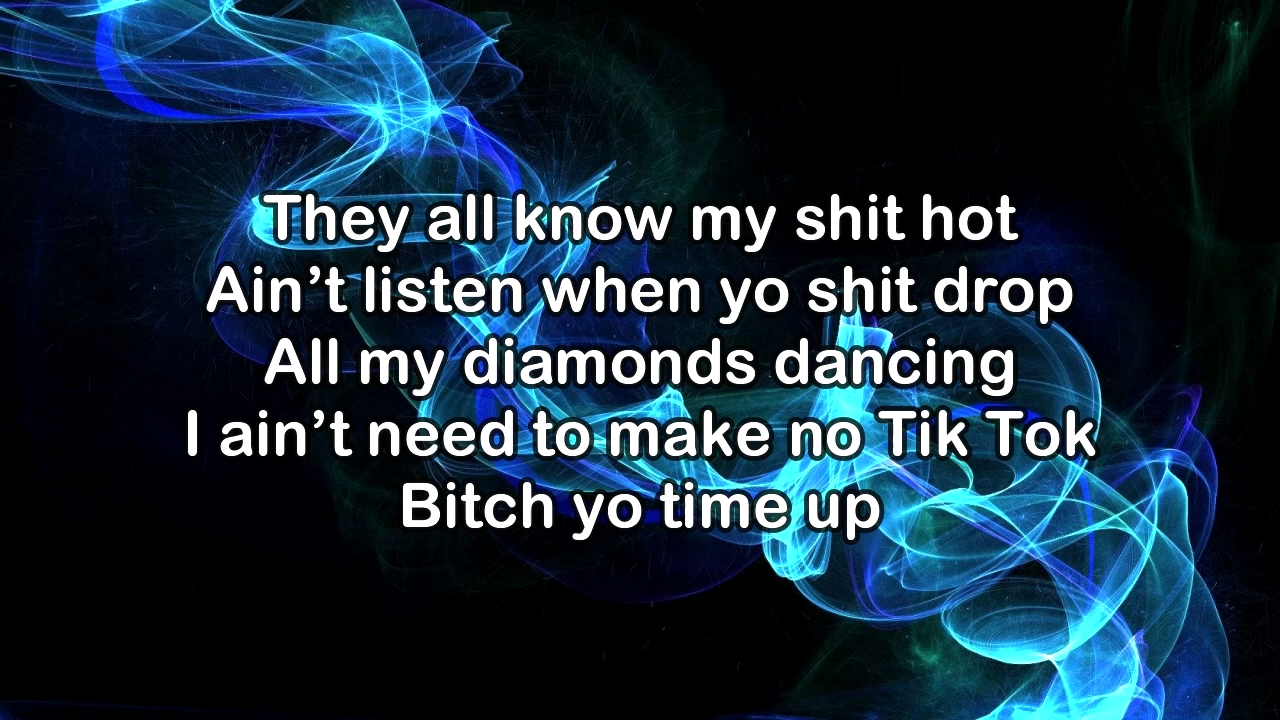 They all know my shit hot
Ain’t listen when yo shit drop
All my diamonds dancing
I ain’t need to make no Tik Tok
Bitch yo time up